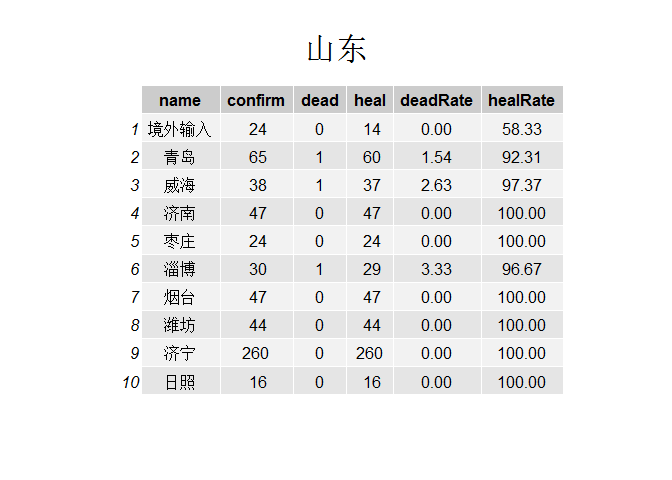 山东
name confirm dead heal deadRate healRate
1 境外输入 24 0 14 0.00 58.33
2 青岛 65 1 60 1.54 92.31
3 威海 38 1 37 2.63 97.37
4 济南 47 0 47 0.00 100.00
5 枣庄 24 0 24 0.00 100.00
6 淄博 30 1 29 3.33 96.67
7 烟台 47 0 47 0.00 100.00
8 潍坊 44 0 44 0.00 100.00
9 济宁 260 0 260 0.00 100.00
10 日照 16 0 16 0.00 100.00